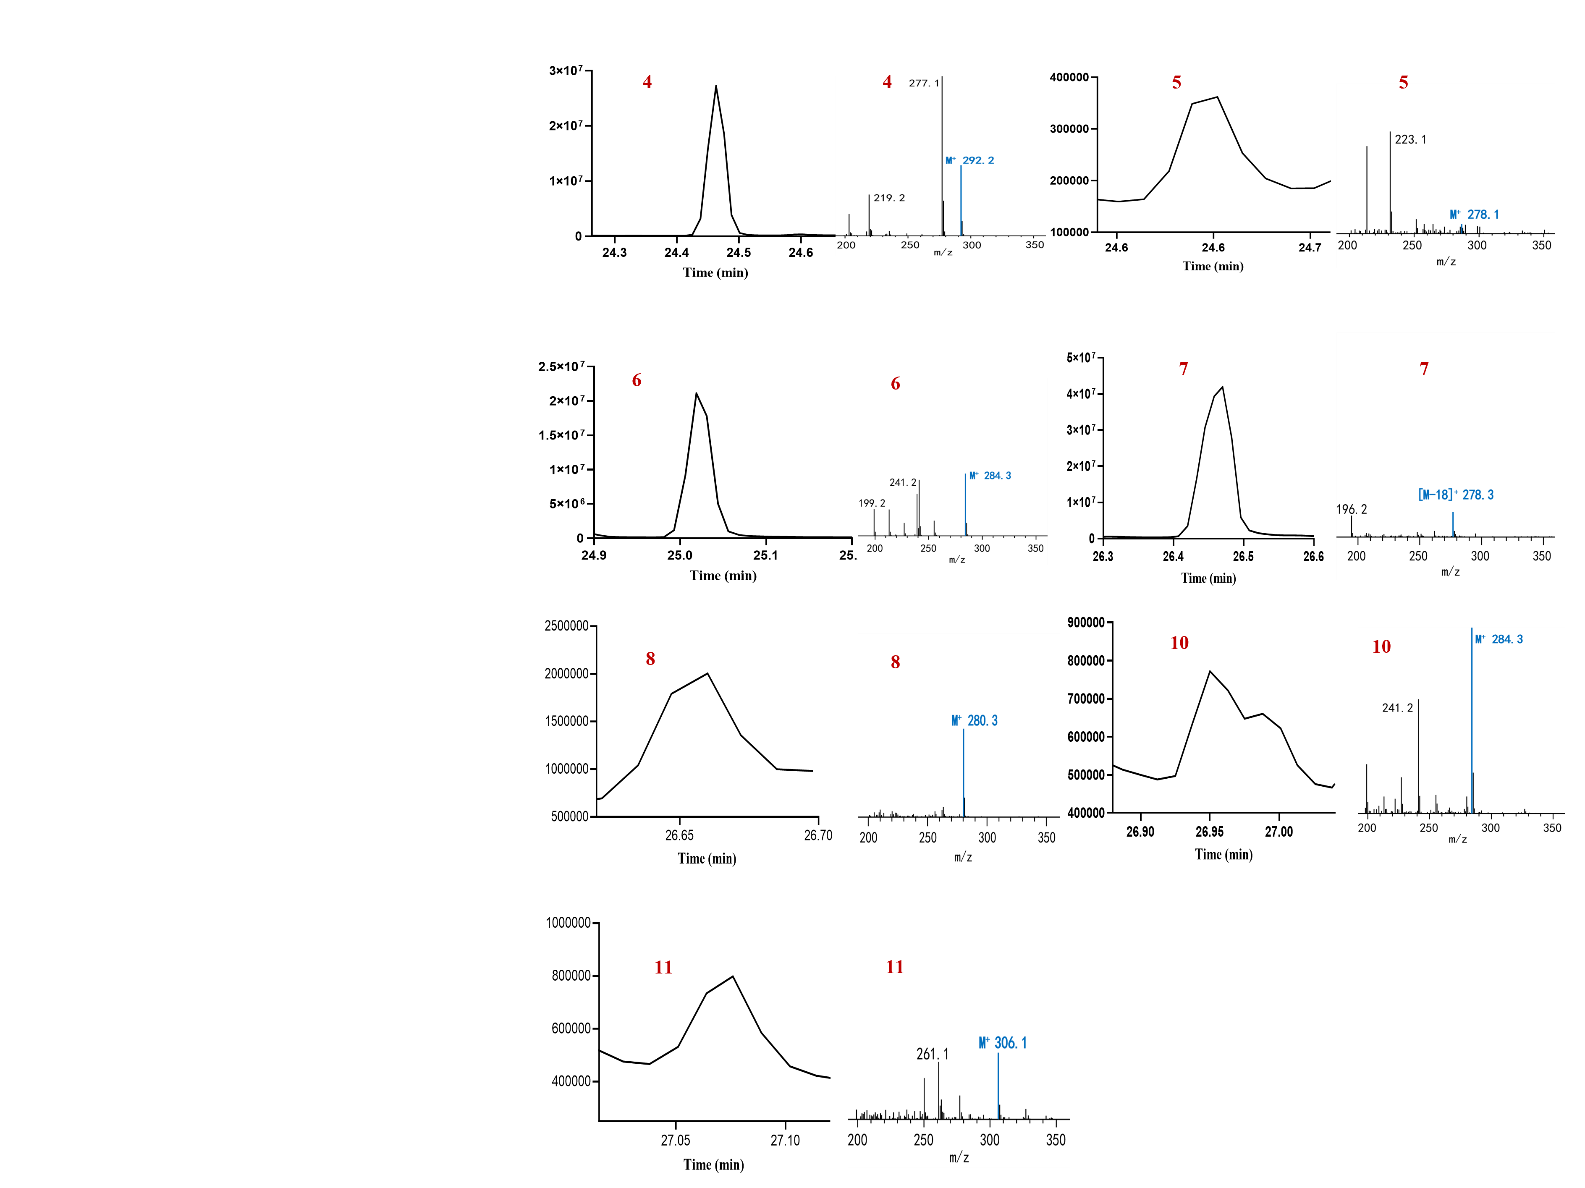 4
3×10⁷
2×10⁷
1×10⁷
0
24.3 24.4 24.5 24.6
Time (min)
4
277.1
M⁺ 292.2
219.2
200 250 300 350
m/z
5
400000
300000
200000
100000
24.6 24.6 24.7
Time (min)
5
223.1
M⁺ 278.1
200 250 300 350
m/z
6
2.5×10⁷
2×10⁷
1.5×10⁷
1×10⁷
5×10⁶
0
24.9 25.0 25.1 25.
Time (min)
6
M⁺ 284.3
241.2
199.2
200 250 300 350
m/z
7
5×10⁷
4×10⁷
3×10⁷
2×10⁷
1×10⁷
0
26.3 26.4 26.5 26.6
Time (min)
7
[M-18]⁺ 278.3
196.2
200 250 300 350
m/z
8
2500000
2000000
1500000
1000000
500000
26.65 26.70
Time (min)
8
M⁺ 280.3
200 250 300 350
m/z
10
900000
800000
700000
600000
500000
400000
26.90 26.95 27.00
Time (min)
10
M⁺ 284.3
241.2
200 250 300 350
m/z
11
1000000
800000
600000
400000
27.05 27.10
Time (min)
11
M⁺ 306.1
261.1
200 250 300 350
m/z